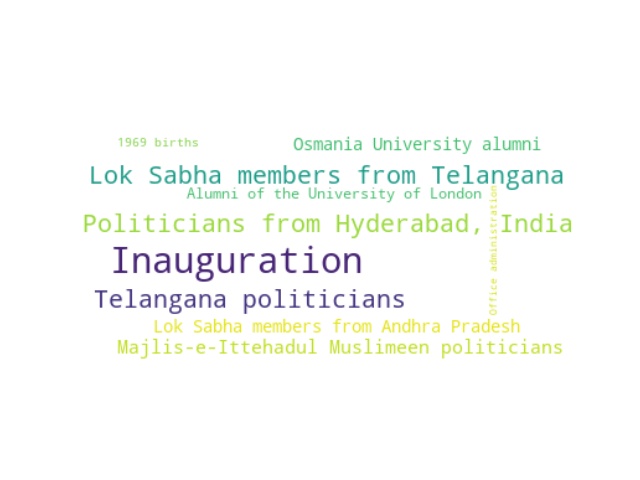 1969 births
Osmania University alumni
Lok Sabha members from Telangana
Alumni of the University of London
Politicians from Hyderabad, India
Office administration
Inauguration
Telangana politicians
Lok Sabha members from Andhra Pradesh
Majlis-e-Ittehadul Muslimeen politicians